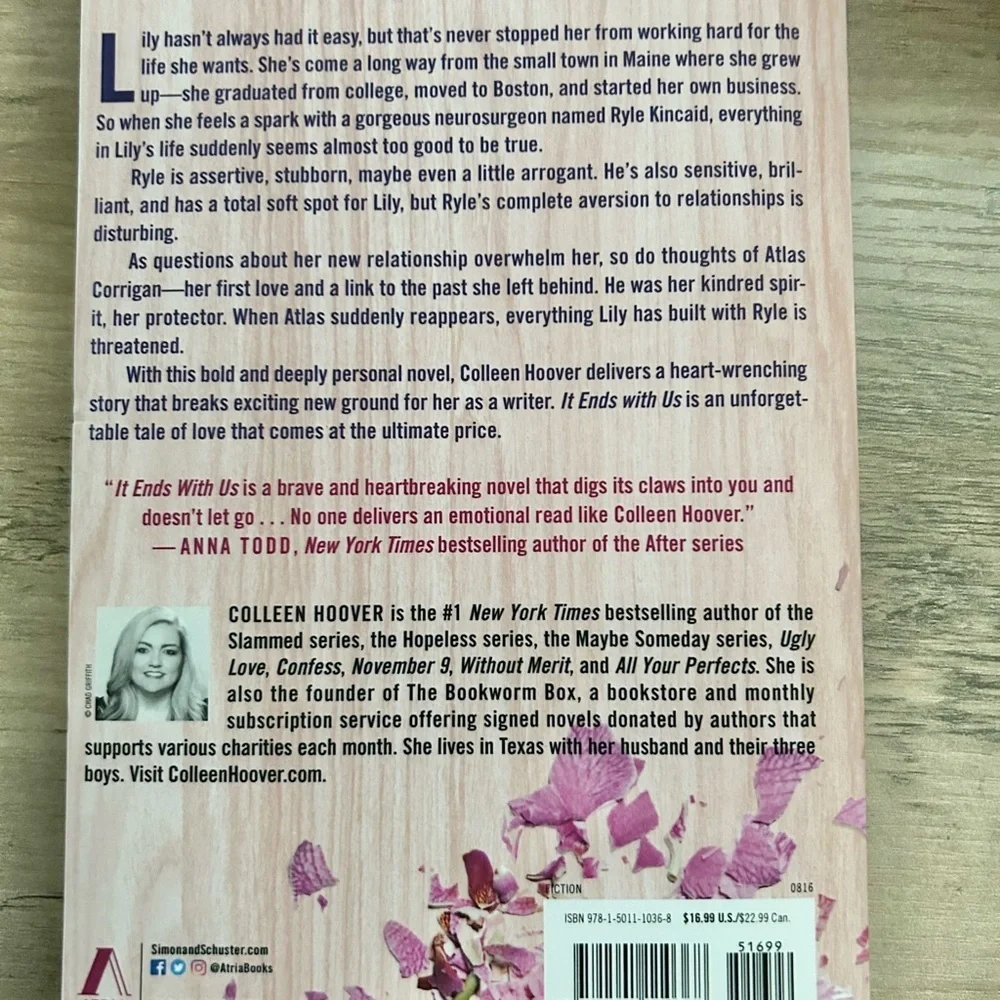 Lily hasn't always had it easy, but that's never stopped her from working hard for the
life she wants. She's come a long way from the small town in Maine where she grew
up—she graduated from college, moved to Boston, and started her own business.
So when she feels a spark with a gorgeous neurosurgeon named Ryle Kincaid, everything
in Lily's life suddenly seems almost too good to be true.
Ryle is assertive, stubborn, maybe even a little arrogant. He's also sensitive, bril-
liant, and has a total soft spot for Lily, but Ryle's complete aversion to relationships is
disturbing.
As questions about her new relationship overwhelm her, so do thoughts of Atlas
Corrigan—her first love and a link to the past she left behind. He was her kindred spir-
it, her protector. When Atlas suddenly reappears, everything Lily has built with Ryle is
threatened.
With this bold and deeply personal novel, Colleen Hoover delivers a heart-wrenching
story that breaks exciting new ground for her as a writer. It Ends with Us is an unforget-
table tale of love that comes at the ultimate price.
"It Ends With Us is a brave and heartbreaking novel that digs its claws into you and
doesn't let go . . . No one delivers an emotional read like Colleen Hoover."
—ANNA TODD, New York Times bestselling author of the After series
© CHAD GRIFFITH
COLLEEN HOOVER is the #1 New York Times bestselling author of the
Slammed series, the Hopeless series, the Maybe Someday series, Ugly
Love, Confess, November 9, Without Merit, and All Your Perfects. She is
also the founder of The Bookworm Box, a bookstore and monthly
subscription service offering signed novels donated by authors that
supports various charities each month. She lives in Texas with her husband and their three
boys. Visit ColleenHoover.com.
FICTION 0816
ISBN 978-1-5011-1036-8 $16.99 U.S./$22.99 Can.
51699
SimonandSchuster.com
@AtriaBooks